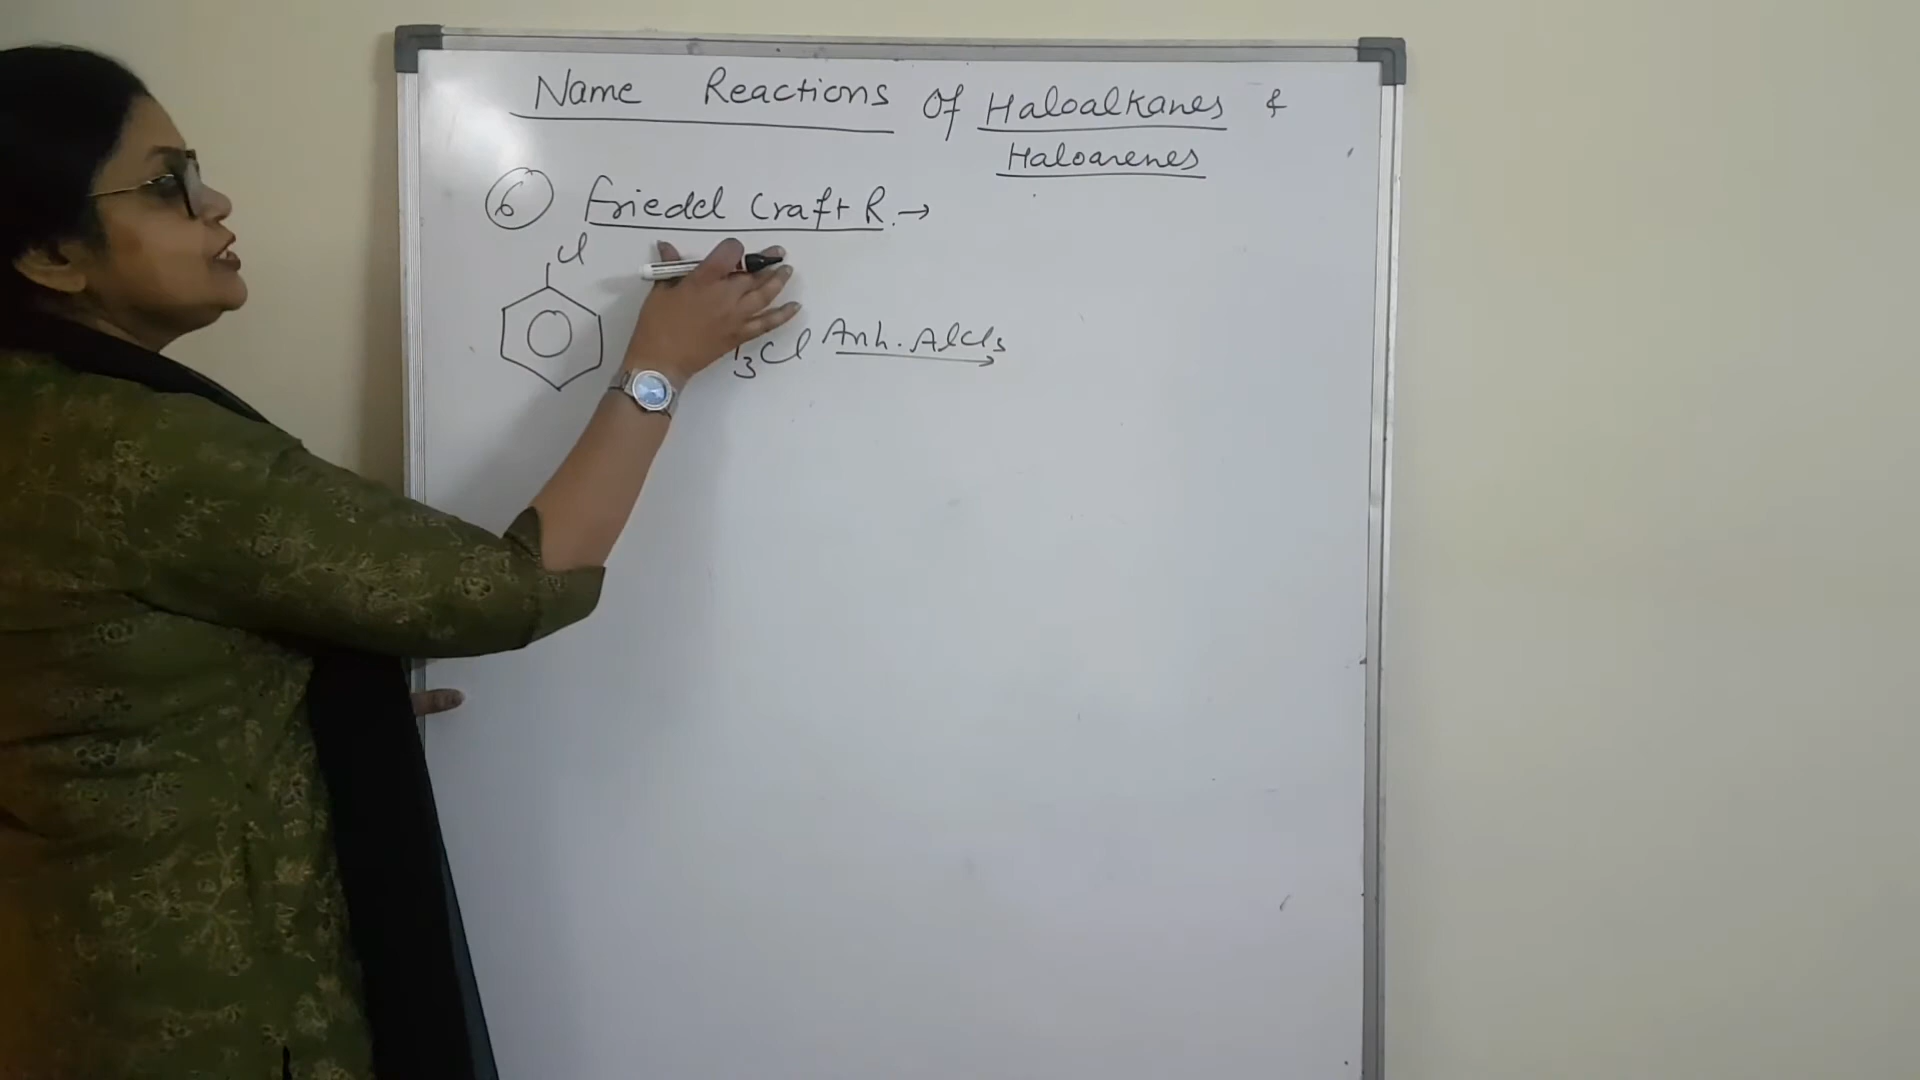 Name Reactions Of Haloalkanes &
Haloarenes
6 Friedel Craft R. →
Cl
3Cl Anh. AlCl3